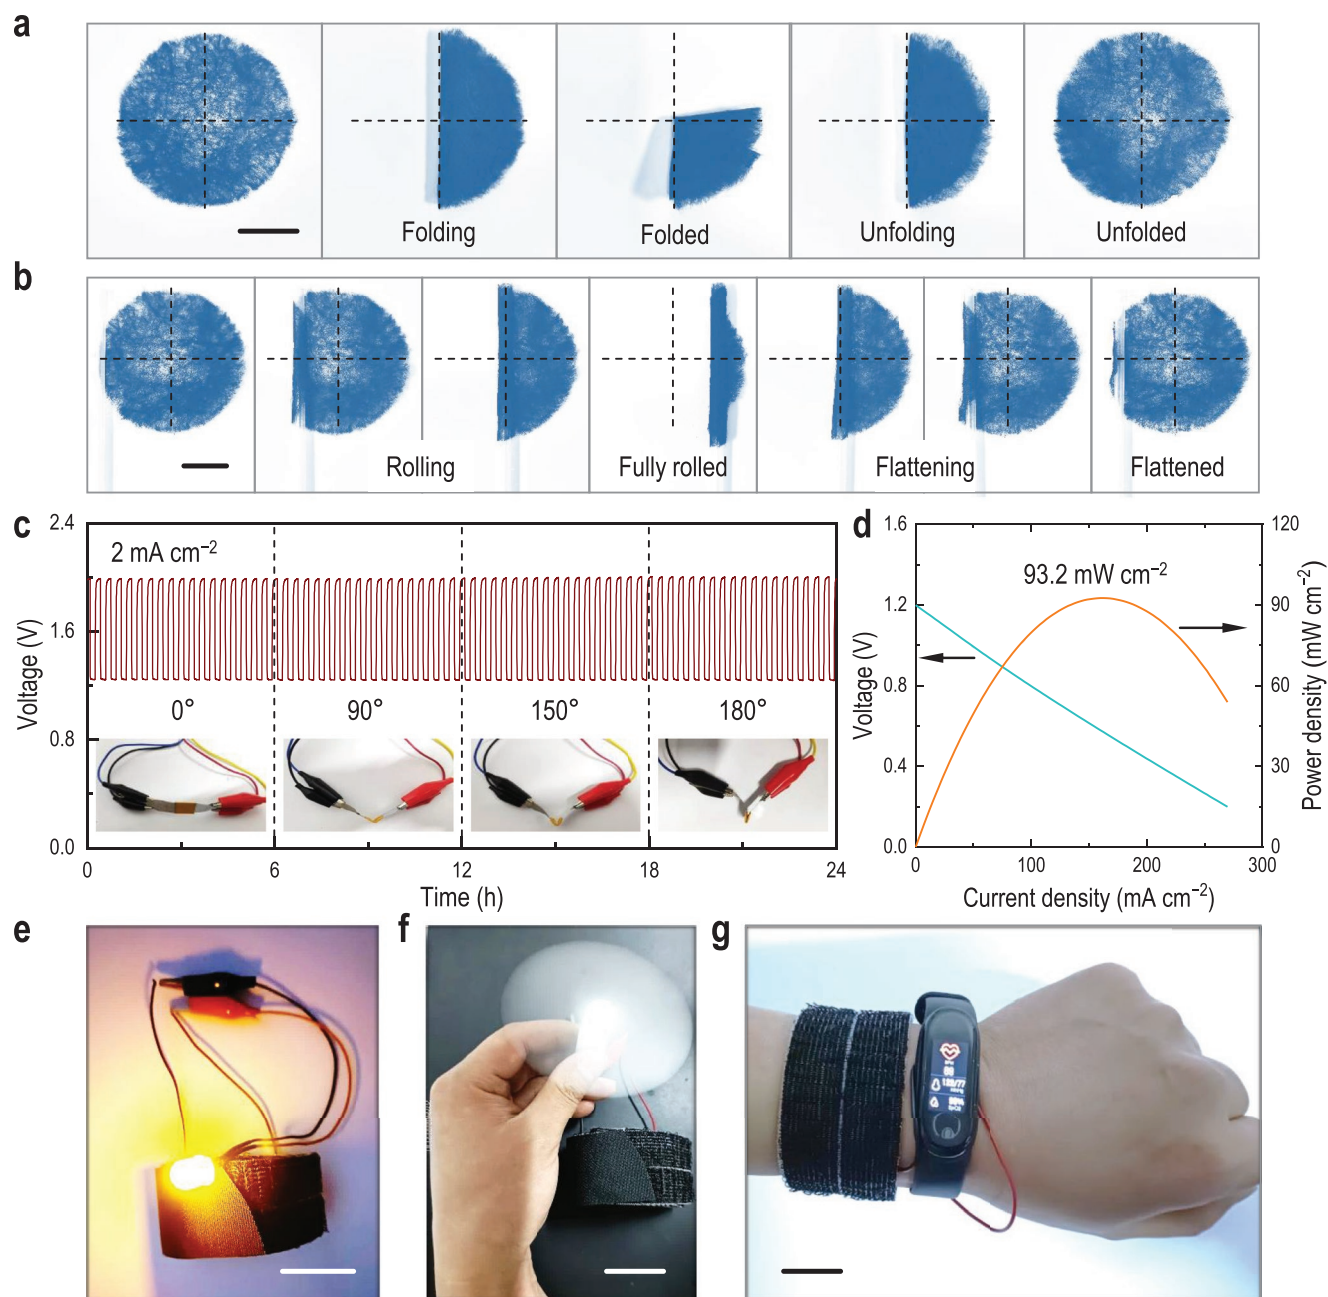 a
Folding
Folded
Unfolding
Unfolded
b
Rolling
Fully rolled
Flattening
Flattened
c
2 mA cm⁻²
2.4
1.6
0.8
0.0
Voltage (V)
0°
90°
150°
180°
0
6
12
18
24
Time (h)
d
93.2 mW cm⁻²
1.6
1.2
0.8
0.4
0.0
Voltage (V)
120
90
60
30
0
Power density (mW cm⁻²)
0
100
200
300
Current density (mA cm⁻²)
e
f
g